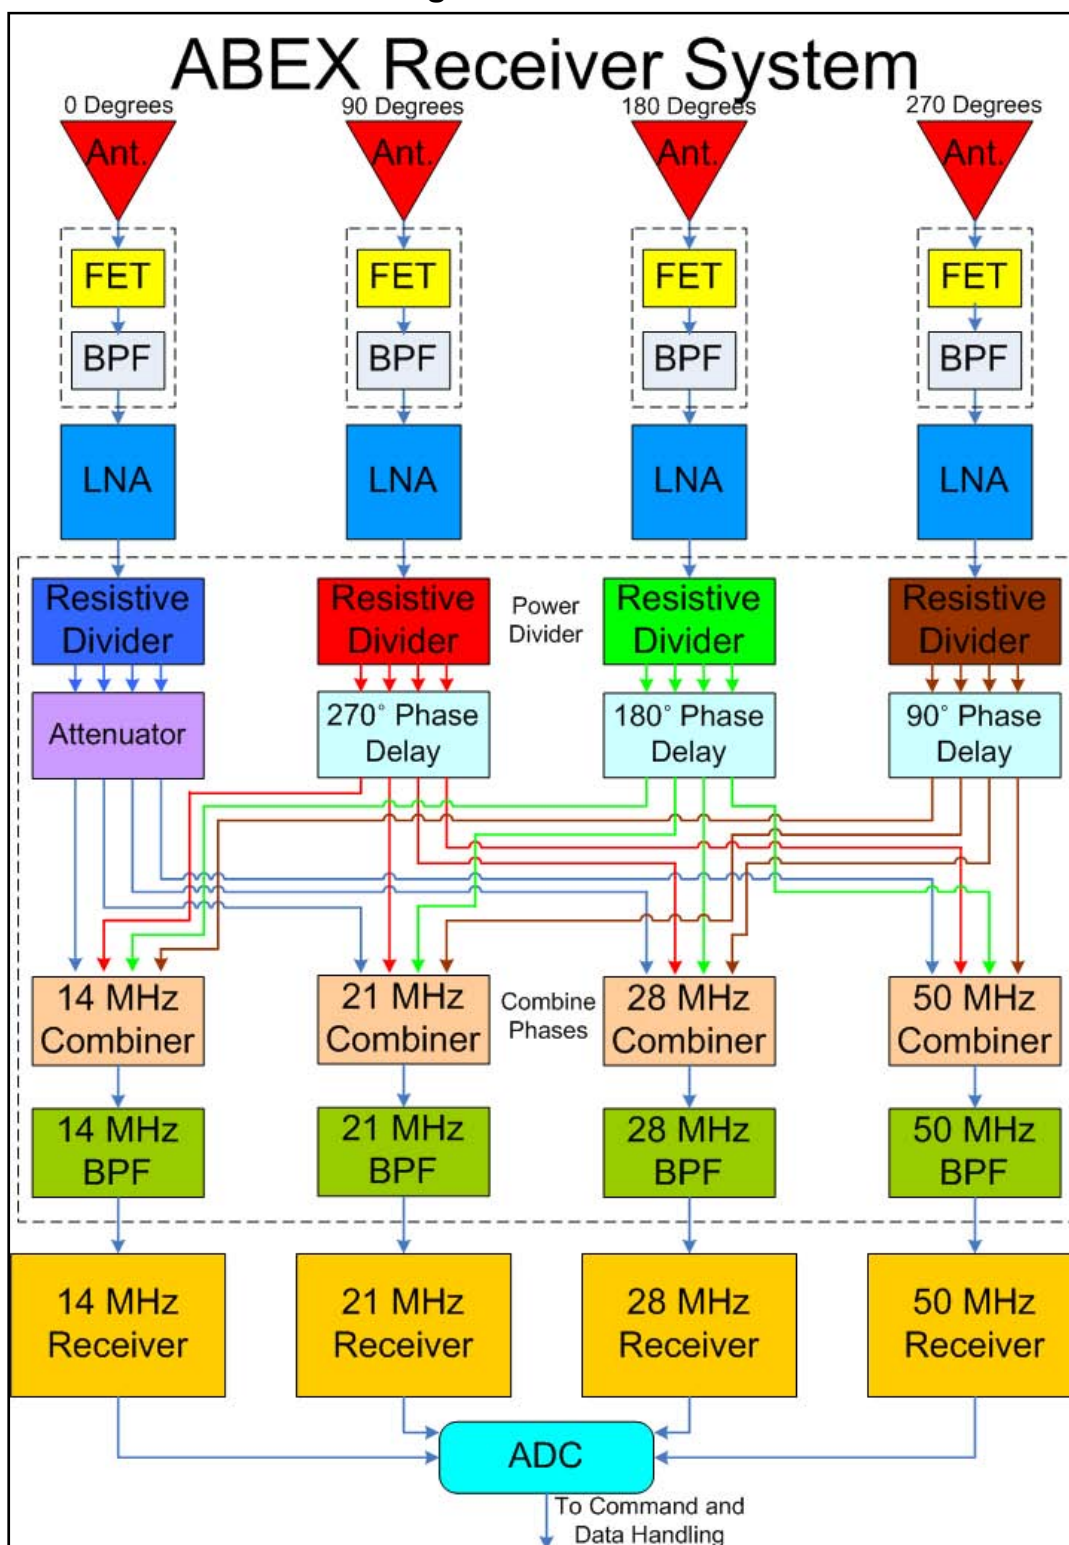 ABEX Receiver System
0 Degrees
90 Degrees
180 Degrees
270 Degrees
Ant.
Ant.
Ant.
Ant.
FET
FET
FET
FET
BPF
BPF
BPF
BPF
LNA
LNA
LNA
LNA
Resistive
Divider
Resistive
Divider
Power
Divider
Resistive
Divider
Resistive
Divider
Attenuator
270° Phase
Delay
180° Phase
Delay
90° Phase
Delay
14 MHz
Combiner
21 MHz
Combiner
Combine
Phases
28 MHz
Combiner
50 MHz
Combiner
14 MHz
BPF
21 MHz
BPF
28 MHz
BPF
50 MHz
BPF
14 MHz
Receiver
21 MHz
Receiver
28 MHz
Receiver
50 MHz
Receiver
ADC
To Command and
Data Handling